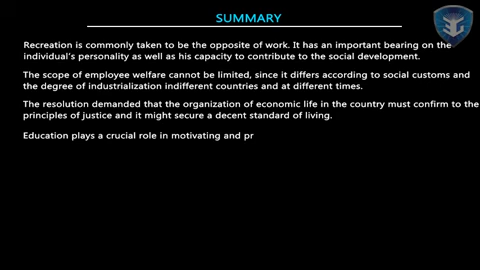 SUMMARY
Recreation is commonly taken to be the opposite of work. It has an important bearing on the
individual's personality as well as his capacity to contribute to the social development.
The scope of employee welfare cannot be limited, since it differs according to social customs and
the degree of industrialization indifferent countries and at different times.
The resolution demanded that the organization of economic life in the country must confirm to the
principles of justice and it might secure a decent standard of living.
Education plays a crucial role in motivating and pr